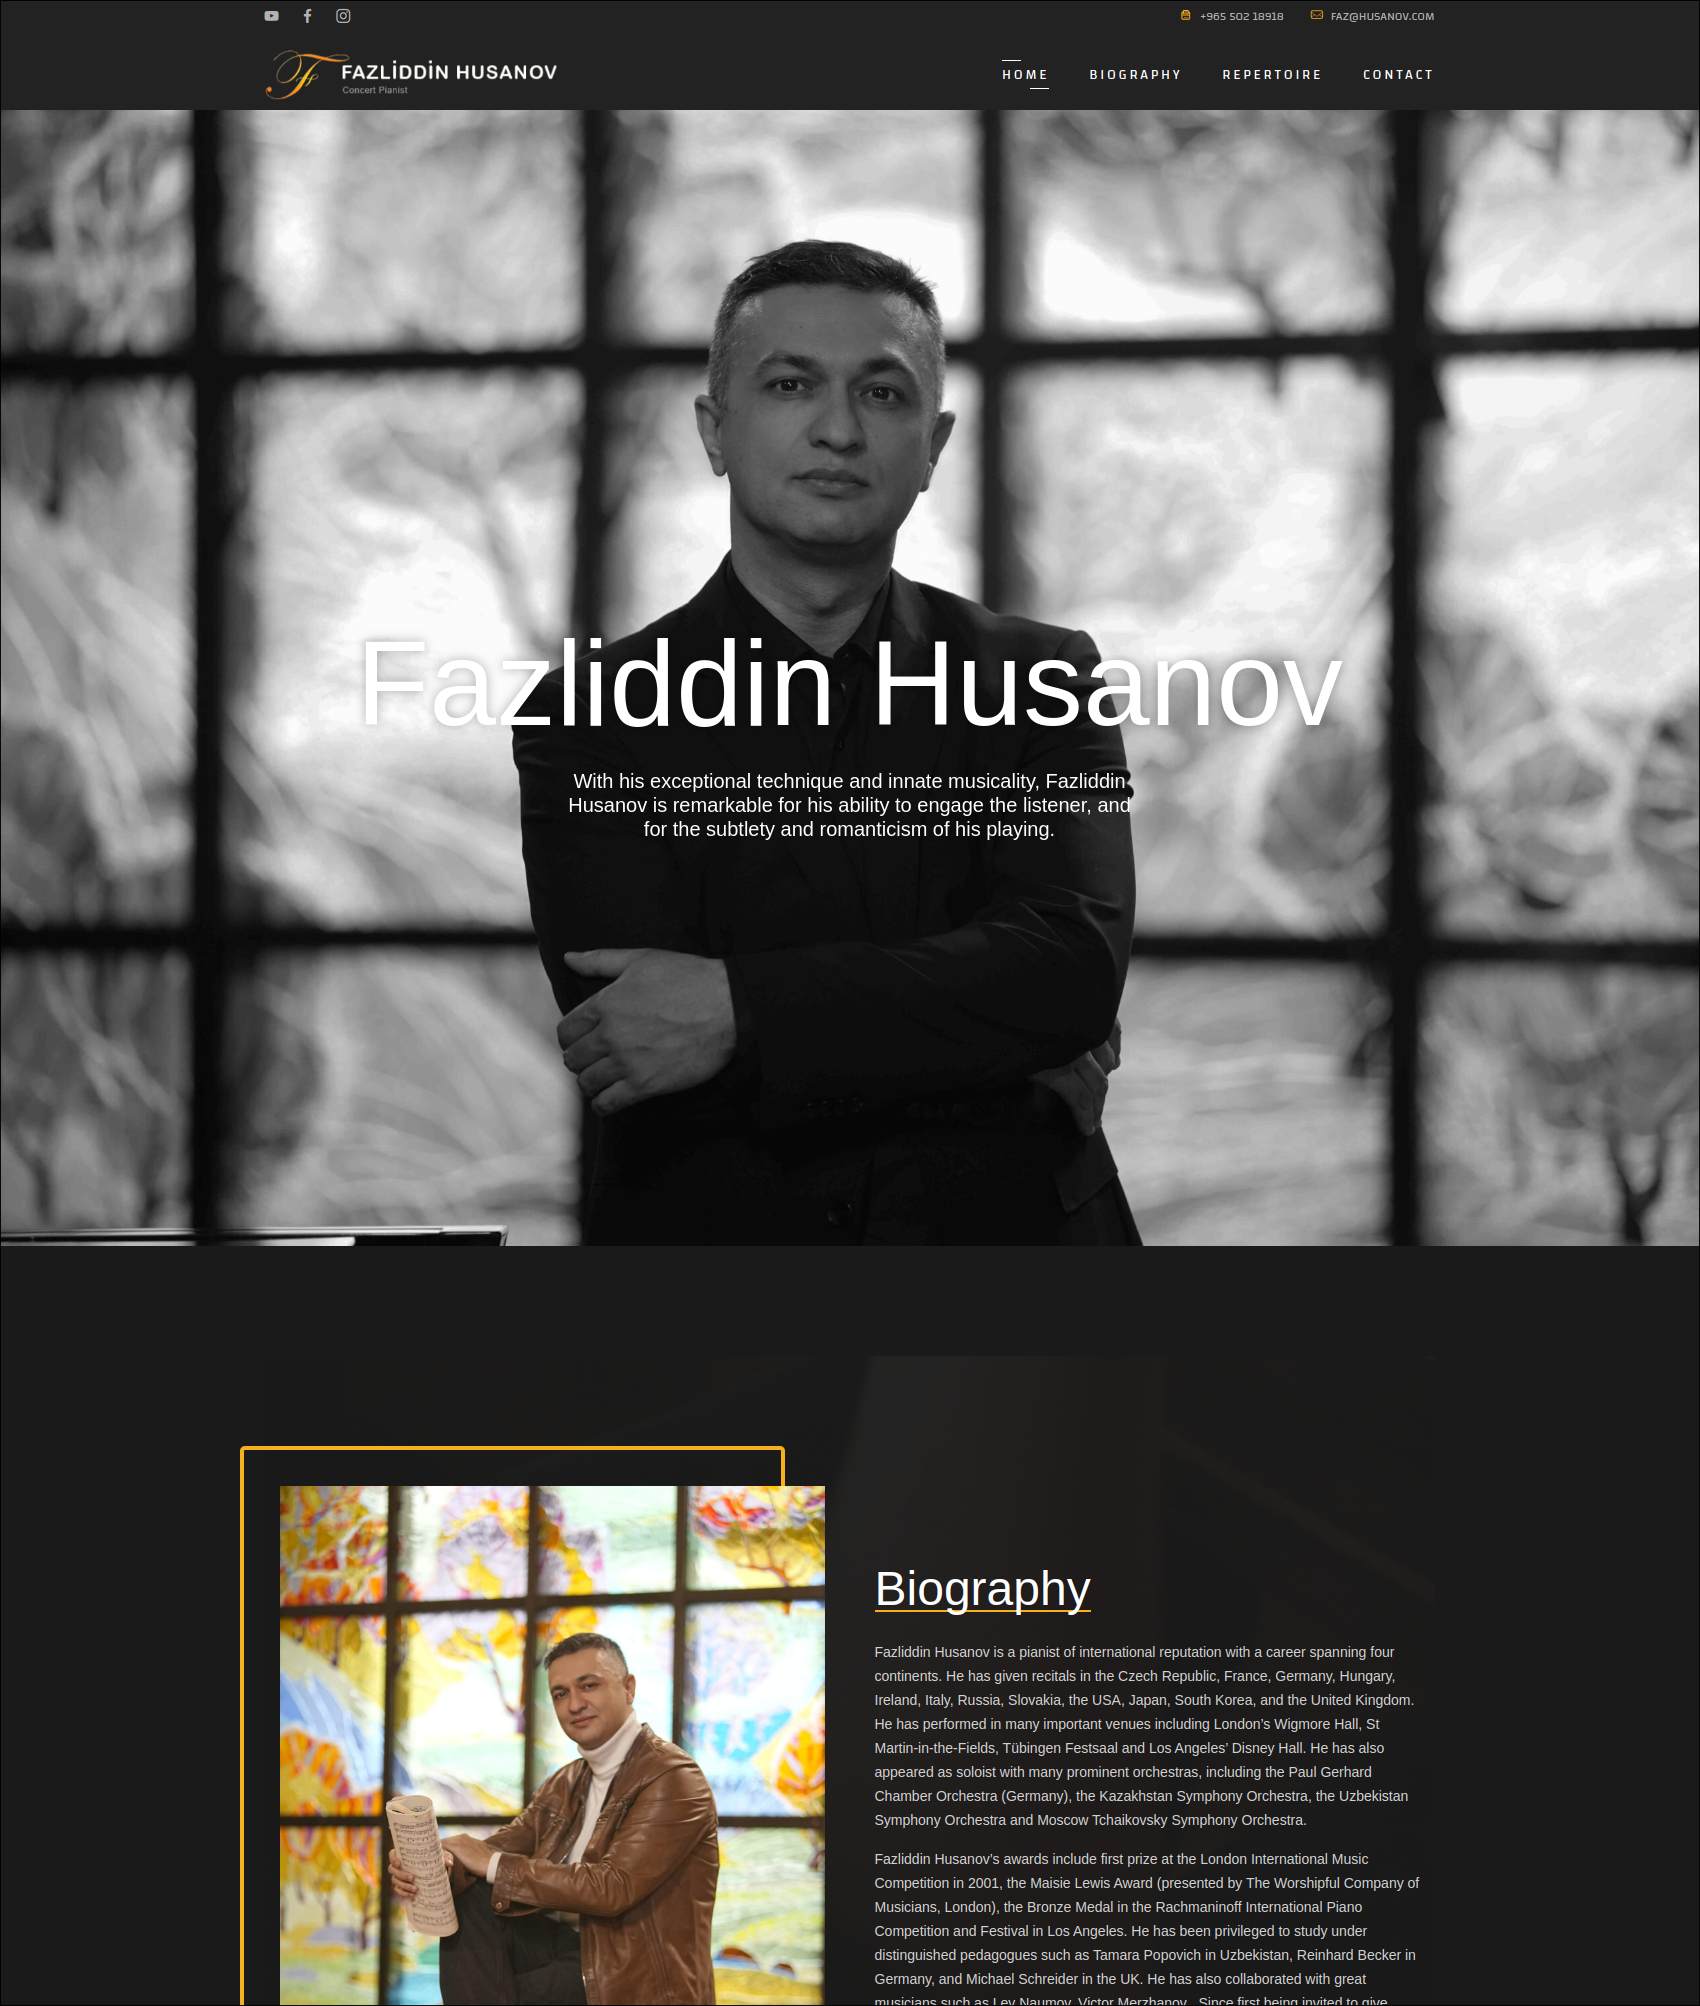 +965 502 18918
FAZ@HUSANOV.COM
FAZLİDDİN HUSANOV
Concert Pianist
HOME
BIOGRAPHY
REPERTOIRE
CONTACT
Fazliddin Husanov
With his exceptional technique and innate musicality, Fazliddin
Husanov is remarkable for his ability to engage the listener, and
for the subtlety and romanticism of his playing.
Biography
Fazliddin Husanov is a pianist of international reputation with a career spanning four
continents. He has given recitals in the Czech Republic, France, Germany, Hungary,
Ireland, Italy, Russia, Slovakia, the USA, Japan, South Korea, and the United Kingdom.
He has performed in many important venues including London’s Wigmore Hall, St
Martin-in-the-Fields, Tübingen Festsaal and Los Angeles’ Disney Hall. He has also
appeared as soloist with many prominent orchestras, including the Paul Gerhard
Chamber Orchestra (Germany), the Kazakhstan Symphony Orchestra, the Uzbekistan
Symphony Orchestra and Moscow Tchaikovsky Symphony Orchestra.
Fazliddin Husanov’s awards include first prize at the London International Music
Competition in 2001, the Maisie Lewis Award (presented by The Worshipful Company of
Musicians, London), the Bronze Medal in the Rachmaninoff International Piano
Competition and Festival in Los Angeles. He has been privileged to study under
distinguished pedagogues such as Tamara Popovich in Uzbekistan, Reinhard Becker in
Germany, and Michael Schreider in the UK. He has also collaborated with great
musicians such as Lev Naumov, Victor Merzhanov.. Since first being invited to give